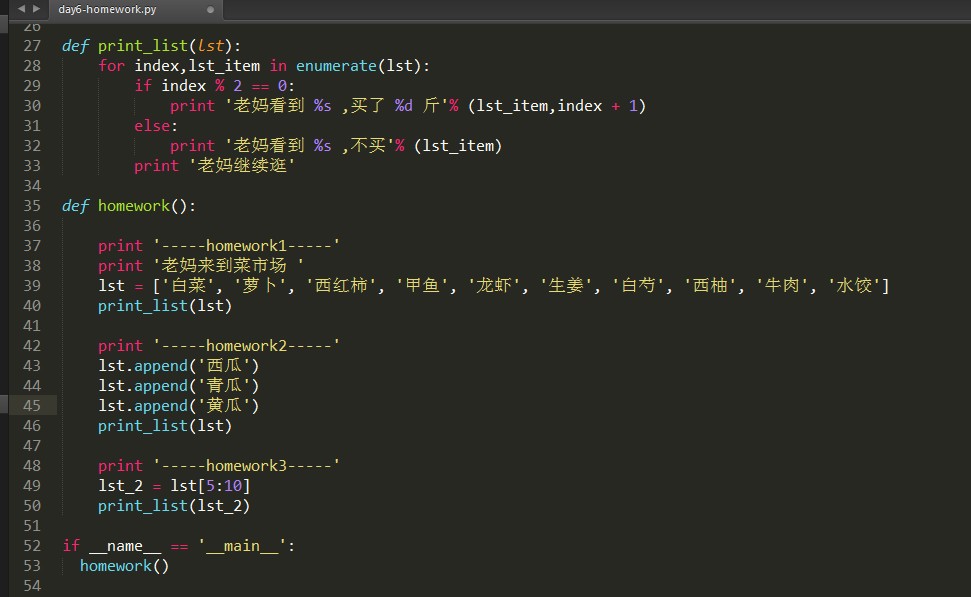 day6-homework.py
26
27 def print_list(lst):
28     for index,lst_item in enumerate(lst):
29         if index % 2 == 0:
30             print '老妈看到 %s ,买了 %d 斤'% (lst_item,index + 1)
31         else:
32             print '老妈看到 %s ,不买'% (lst_item)
33         print '老妈继续逛'
34
35 def homework():
36
37     print '-----homework1-----'
38     print '老妈来到菜市场 '
39     lst = ['白菜', '萝卜', '西红柿', '甲鱼', '龙虾', '生姜', '白芍', '西柚', '牛肉', '水饺']
40     print_list(lst)
41
42     print '-----homework2-----'
43     lst.append('西瓜')
44     lst.append('青瓜')
45     lst.append('黄瓜')
46     print_list(lst)
47
48     print '-----homework3-----'
49     lst_2 = lst[5:10]
50     print_list(lst_2)
51
52 if __name__ == '__main__':
53   homework()
54